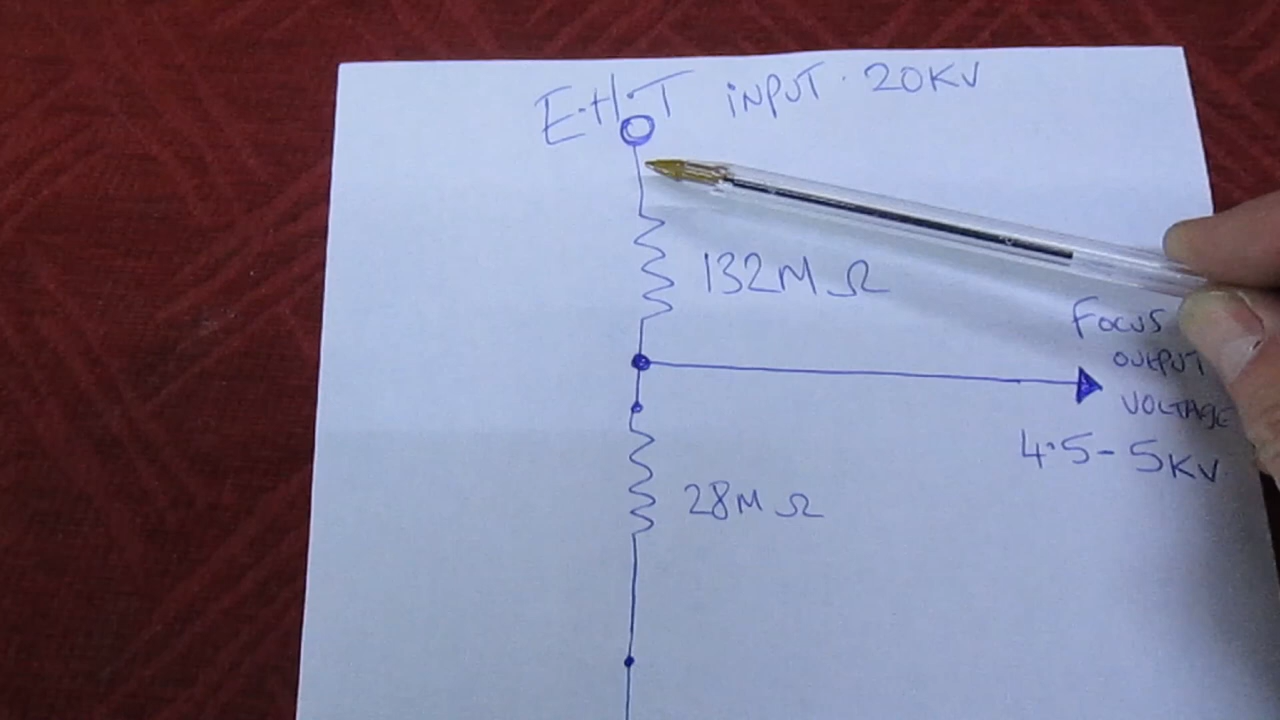 E.H.T INPUT. 20KV
132M Ω
FOCUS
OUTPUT
VOLTAGE
4.5 - 5KV
28M Ω